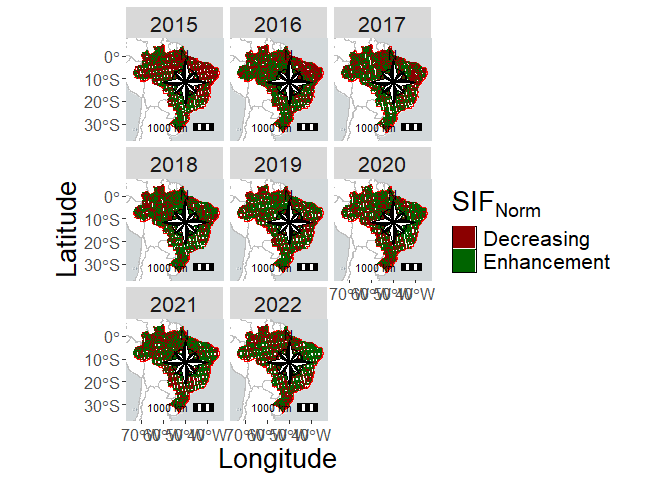 2015 2016 2017
0°
10°S
20°S
30°S
1000 km 1000 km 1000 km
2018 2019 2020
0°
10°S
20°S
30°S
1000 km 1000 km 1000 km
70°W 60°W 50°W 40°W
2021 2022
0°
10°S
20°S
30°S
1000 km 1000 km
70°W 60°W 50°W 40°W 70°W 60°W 50°W 40°W
Longitude
Latitude
SIF Norm
Decreasing
Enhancement